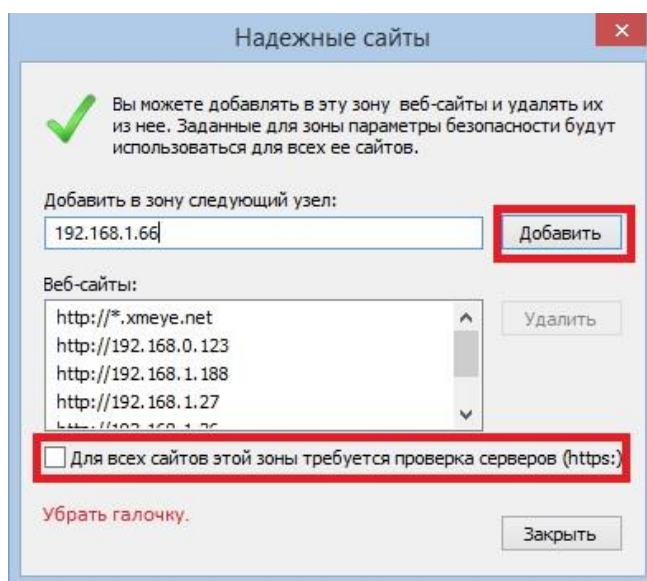 Надежные сайты
Вы можете добавлять в эту зону веб-сайты и удалять их
из нее. Заданные для зоны параметры безопасности будут
использоваться для всех ее сайтов.
Добавить в зону следующий узел:
192.168.1.66
Добавить
Веб-сайты:
http://*.xmeye.net
Удалить
http://192.168.0.123
http://192.168.1.188
http://192.168.1.27
Для всех сайтов этой зоны требуется проверка серверов (https:)
Убрать галочку.
Закрыть